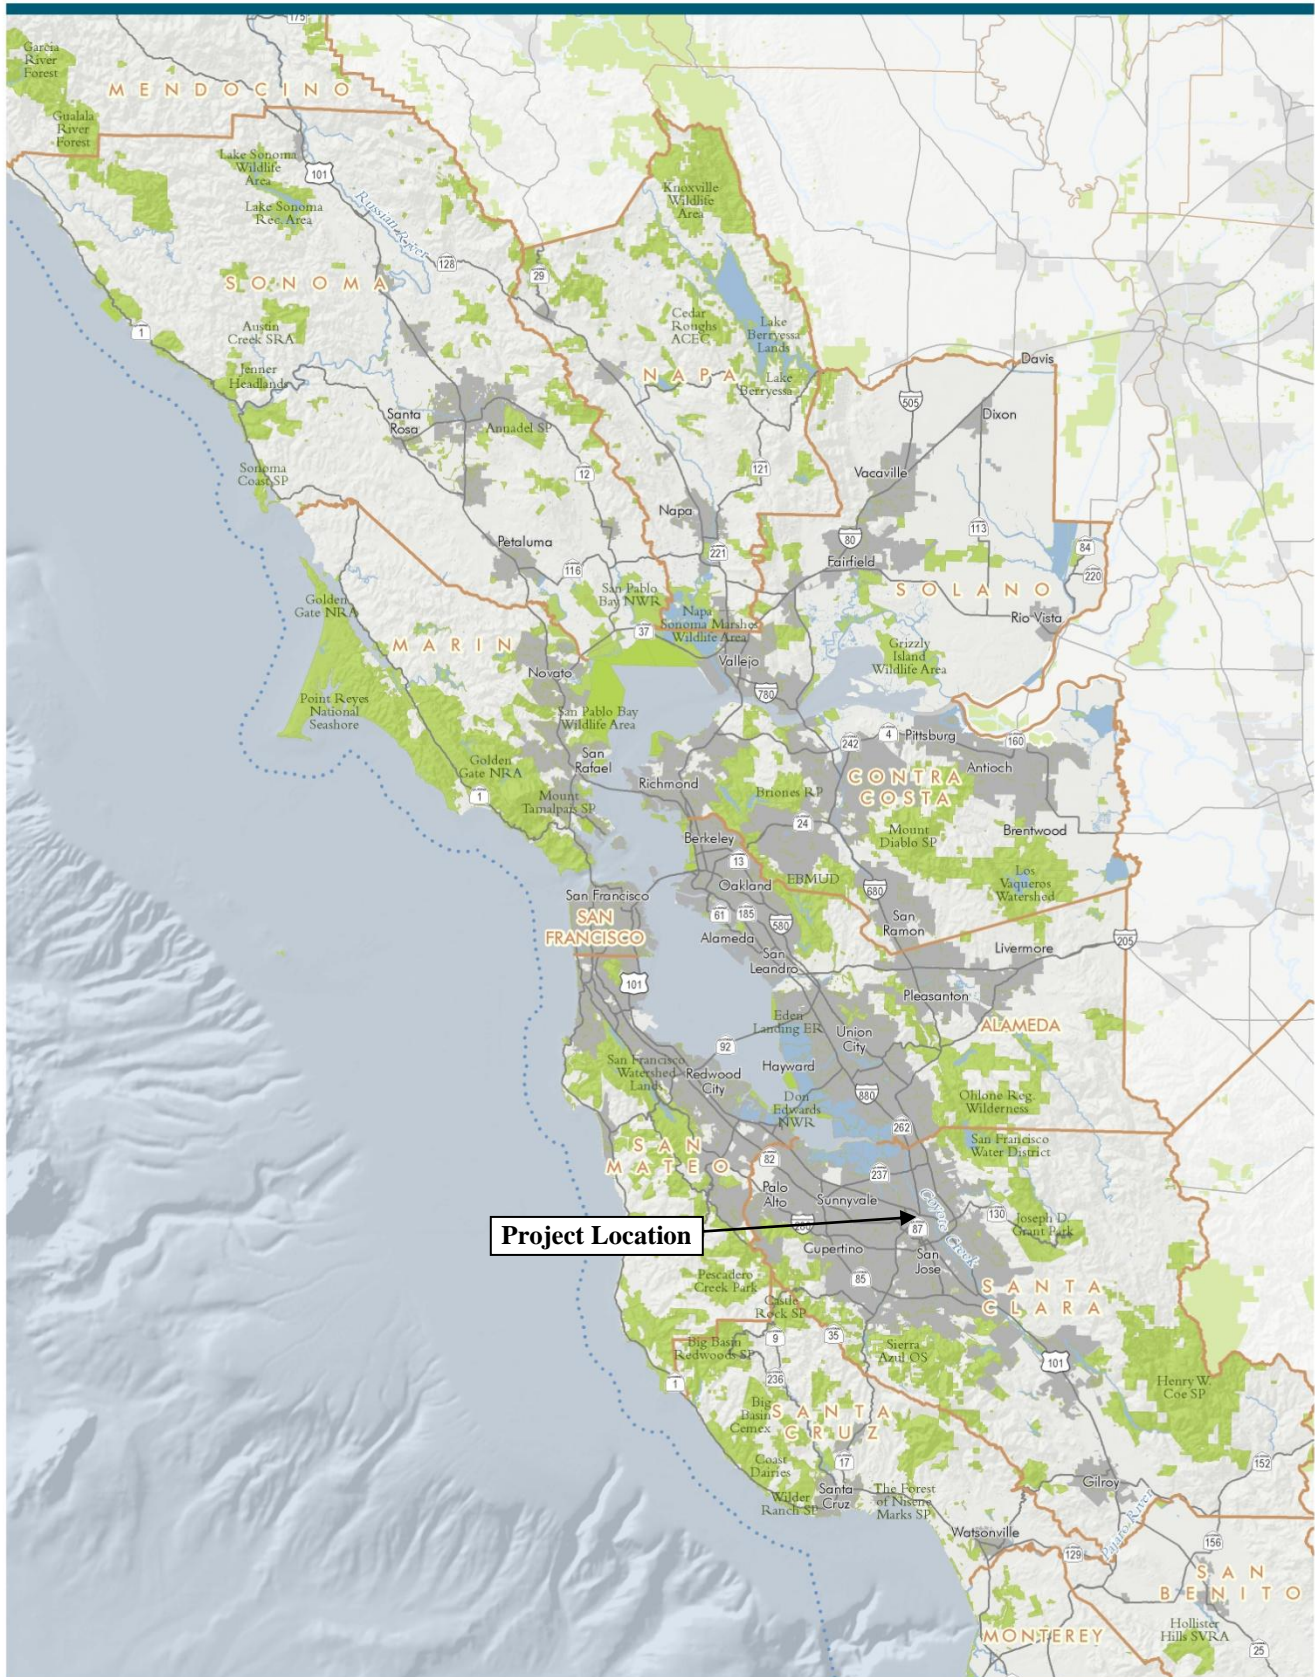 175
Garcia
River
Forest
MENDOCINO
Gualala
River
Forest
Lake Sonoma
Wildlife
Area
101
Lake Sonoma
Rec. Area
Russian River
Knoxville
Wildlife
Area
128
29
SONOMA
1
Austin
Creek SRA
Cedar
Roughs
ACEC
Lake
Berryessa
Lands
Jenner
Headlands
NAPA
Lake
Berryessa
Davis
505
Dixon
Santa
Rosa
Annadel SP
Sonoma
Coast SP
12
121
Vacaville
Napa
Petaluma
221
80
113
84
Fairfield
116
220
San Pablo
Bay NWR
SOLANO
Golden
Gate NRA
Napa
Sonoma Marshes
Wildlife Area
Rio Vista
37
MARIN
Grizzly
Island
Wildlife Area
Novato
Vallejo
780
Point Reyes
National
Seashore
San Pablo Bay
Wildlife Area
242
4
Pittsburg
160
San
Rafael
Golden
Gate NRA
Antioch
Richmond
CONTRA
COSTA
1
Mount
Tamalpais SP
Briones RP
24
Mount
Diablo SP
Brentwood
Berkeley
13
Oakland
EBMUD
Los
Vaqueros
Watershed
680
San Francisco
SAN
FRANCISCO
61
185
580
San
Ramon
Alameda
Livermore
205
San
Leandro
101
Pleasanton
Eden
Landing ER
Union
City
ALAMEDA
92
San Francisco
Watershed
Land
Redwood
City
Hayward
880
Don
Edwards
NWR
Ohlone Reg.
Wilderness
262
San Francisco
Water District
SAN
MATEO
82
237
Palo
Alto
Sunnyvale
Coyote Creek
130
Joseph D.
Grant Park
Project Location
87
Cupertino
San
Jose
85
Pescadero
Creek Park
SANTA
CLARA
Castle
Rock SP
9
35
Big Basin
Redwoods SP
Sierra
Azul OS
101
1
236
Henry W.
Coe SP
Big
Basin
Cemex
SANTA
CRUZ
Coast
Dairies
17
152
Gilroy
Wilder
Ranch SP
Santa
Cruz
The Forest
of Nisene
Marks SP
Pajaro River
Watsonville
156
129
SAN
BENITO
Hollister
Hills SVRA
MONTEREY
25